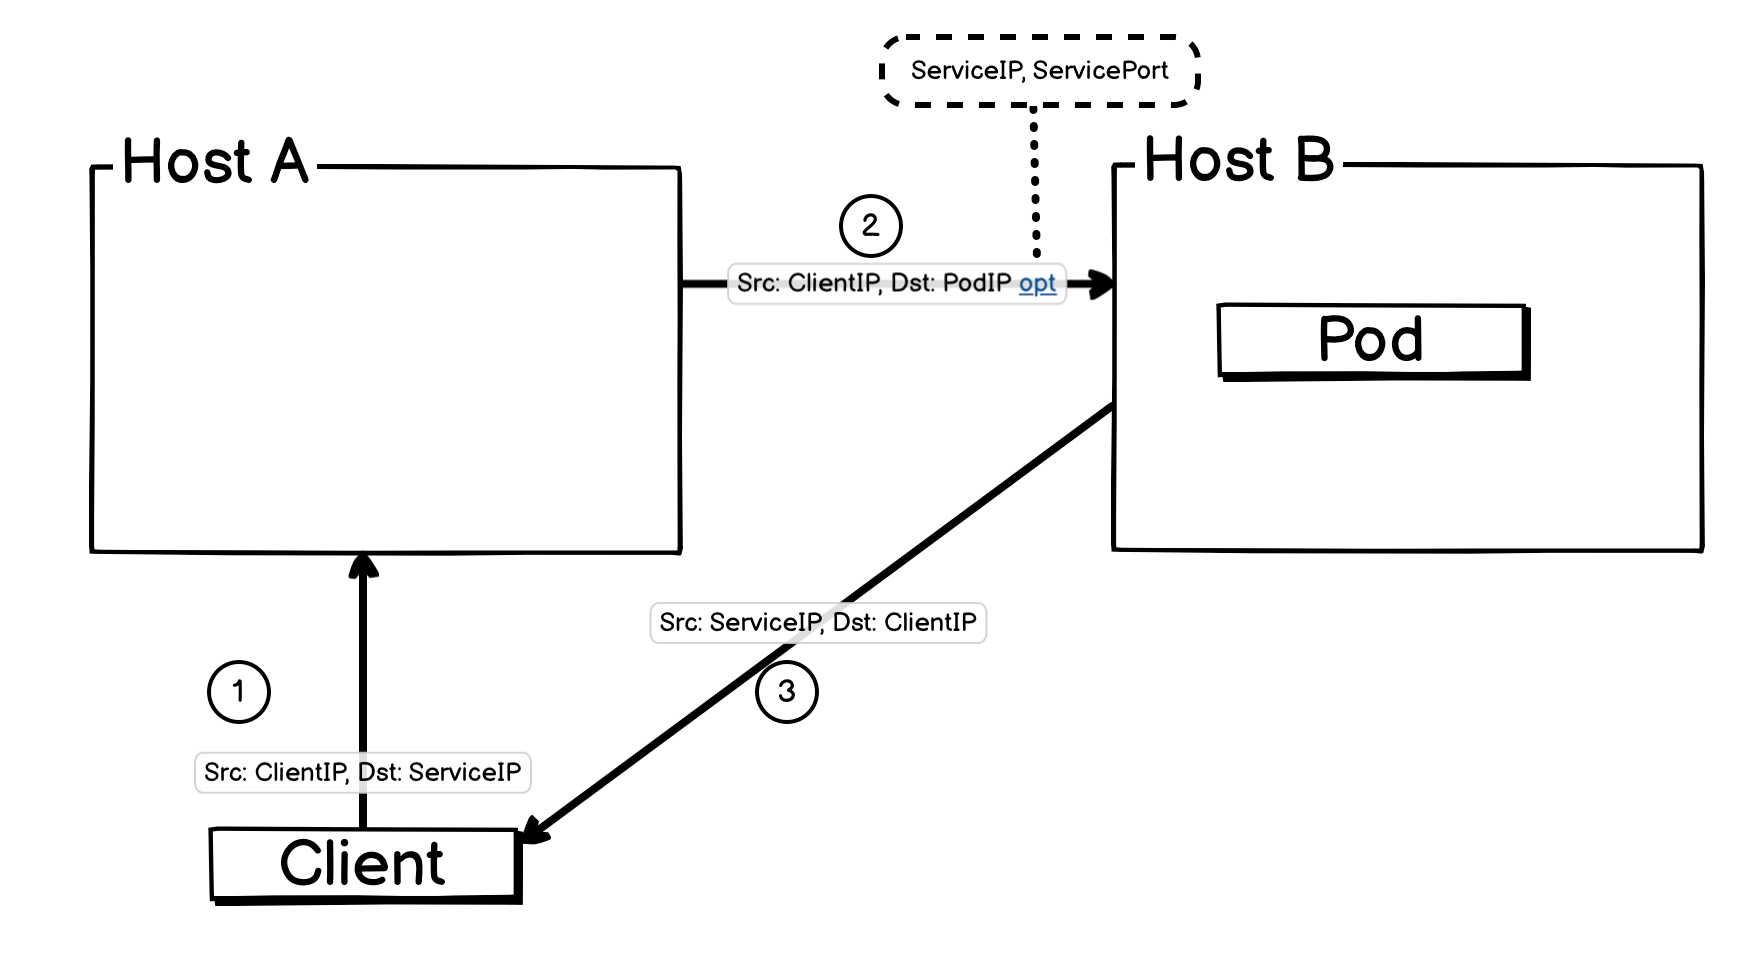 ServiceIP, ServicePort
Host A
Host B
2
Src: ClientIP, Dst: PodIP opt
Pod
Src: ServiceIP, Dst: ClientIP
1
3
Src: ClientIP, Dst: ServiceIP
Client